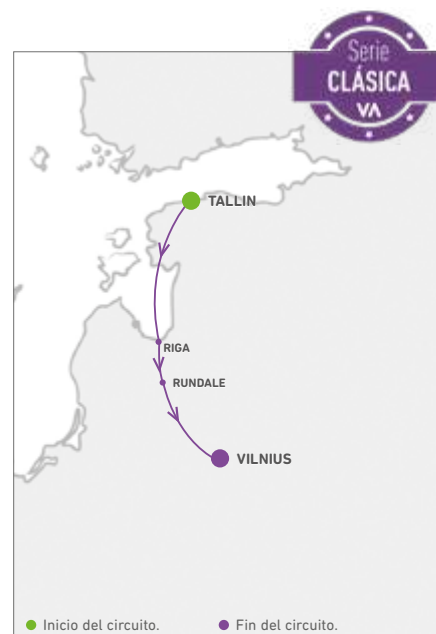 Serie
CLÁSICA
VA
TALLIN
RIGA
RUNDALE
VILNIUS
Inicio del circuito.
Fin del circuito.